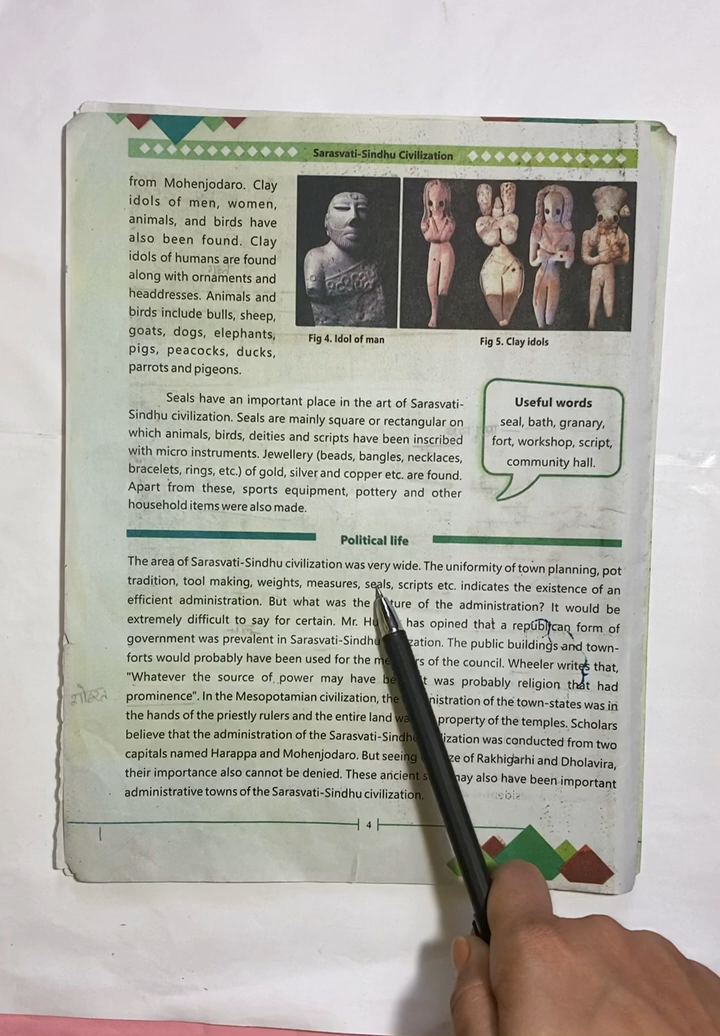 Sarasvati-Sindhu Civilization
from Mohenjodaro. Clay
idols of men, women,
animals, and birds have
also been found. Clay
idols of humans are found
along with ornaments and
headdresses. Animals and
birds include bulls, sheep,
goats, dogs, elephants,
pigs, peacocks, ducks,
parrots and pigeons.
Fig 4. Idol of man
Fig 5. Clay idols
Seals have an important place in the art of Sarasvati-
Sindhu civilization. Seals are mainly square or rectangular on
which animals, birds, deities and scripts have been inscribed
with micro instruments. Jewellery (beads, bangles, necklaces,
bracelets, rings, etc.) of gold, silver and copper etc. are found.
Apart from these, sports equipment, pottery and other
household items were also made.
Useful words
seal, bath, granary,
fort, workshop, script,
community hall.
Political life
The area of Sarasvati-Sindhu civilization was very wide. The uniformity of town planning, pot
tradition, tool making, weights, measures, seals, scripts etc. indicates the existence of an
efficient administration. But what was the ture of the administration? It would be
extremely difficult to say for certain. Mr. has opined that a republican form of
government was prevalent in Sarasvati-Sindhu zation. The public buildings and town-
forts would probably have been used for the me rs of the council. Wheeler writes that,
"Whatever the source of power may have be t was probably religion that had
prominence". In the Mesopotamian civilization, the nistration of the town-states was in
the hands of the priestly rulers and the entire land wa property of the temples. Scholars
believe that the administration of the Sarasvati-Sindh ization was conducted from two
capitals named Harappa and Mohenjodaro. But seeing ze of Rakhigarhi and Dholavira,
their importance also cannot be denied. These ancient s may also have been important
administrative towns of the Sarasvati-Sindhu civilization.
4